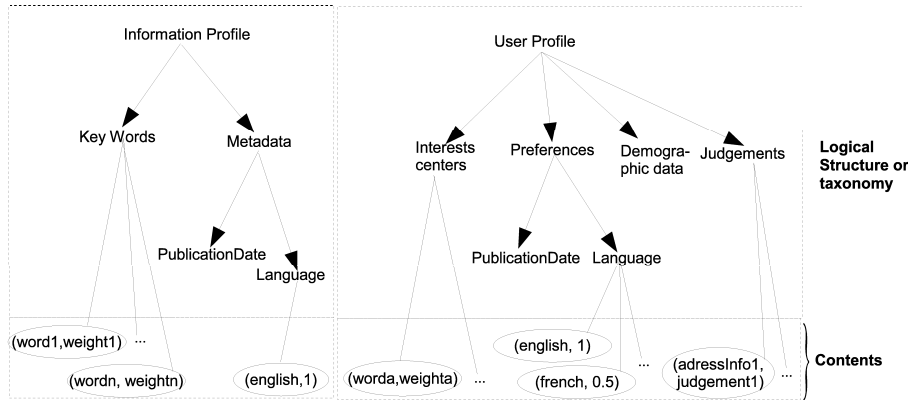 Information Profile
Key Words
Metadata
PublicationDate
Language
(word1,weight1)
...
(wordn, weightn)
(english,1)
User Profile
Interests
centers
Preferences
Demogra-
phic data
Judgements
PublicationDate
Language
(worda,weighta)
...
(english, 1)
(french, 0.5)
...
(adressInfo1,
judgement1)
...
Logical
Structure or
taxonomy
Contents